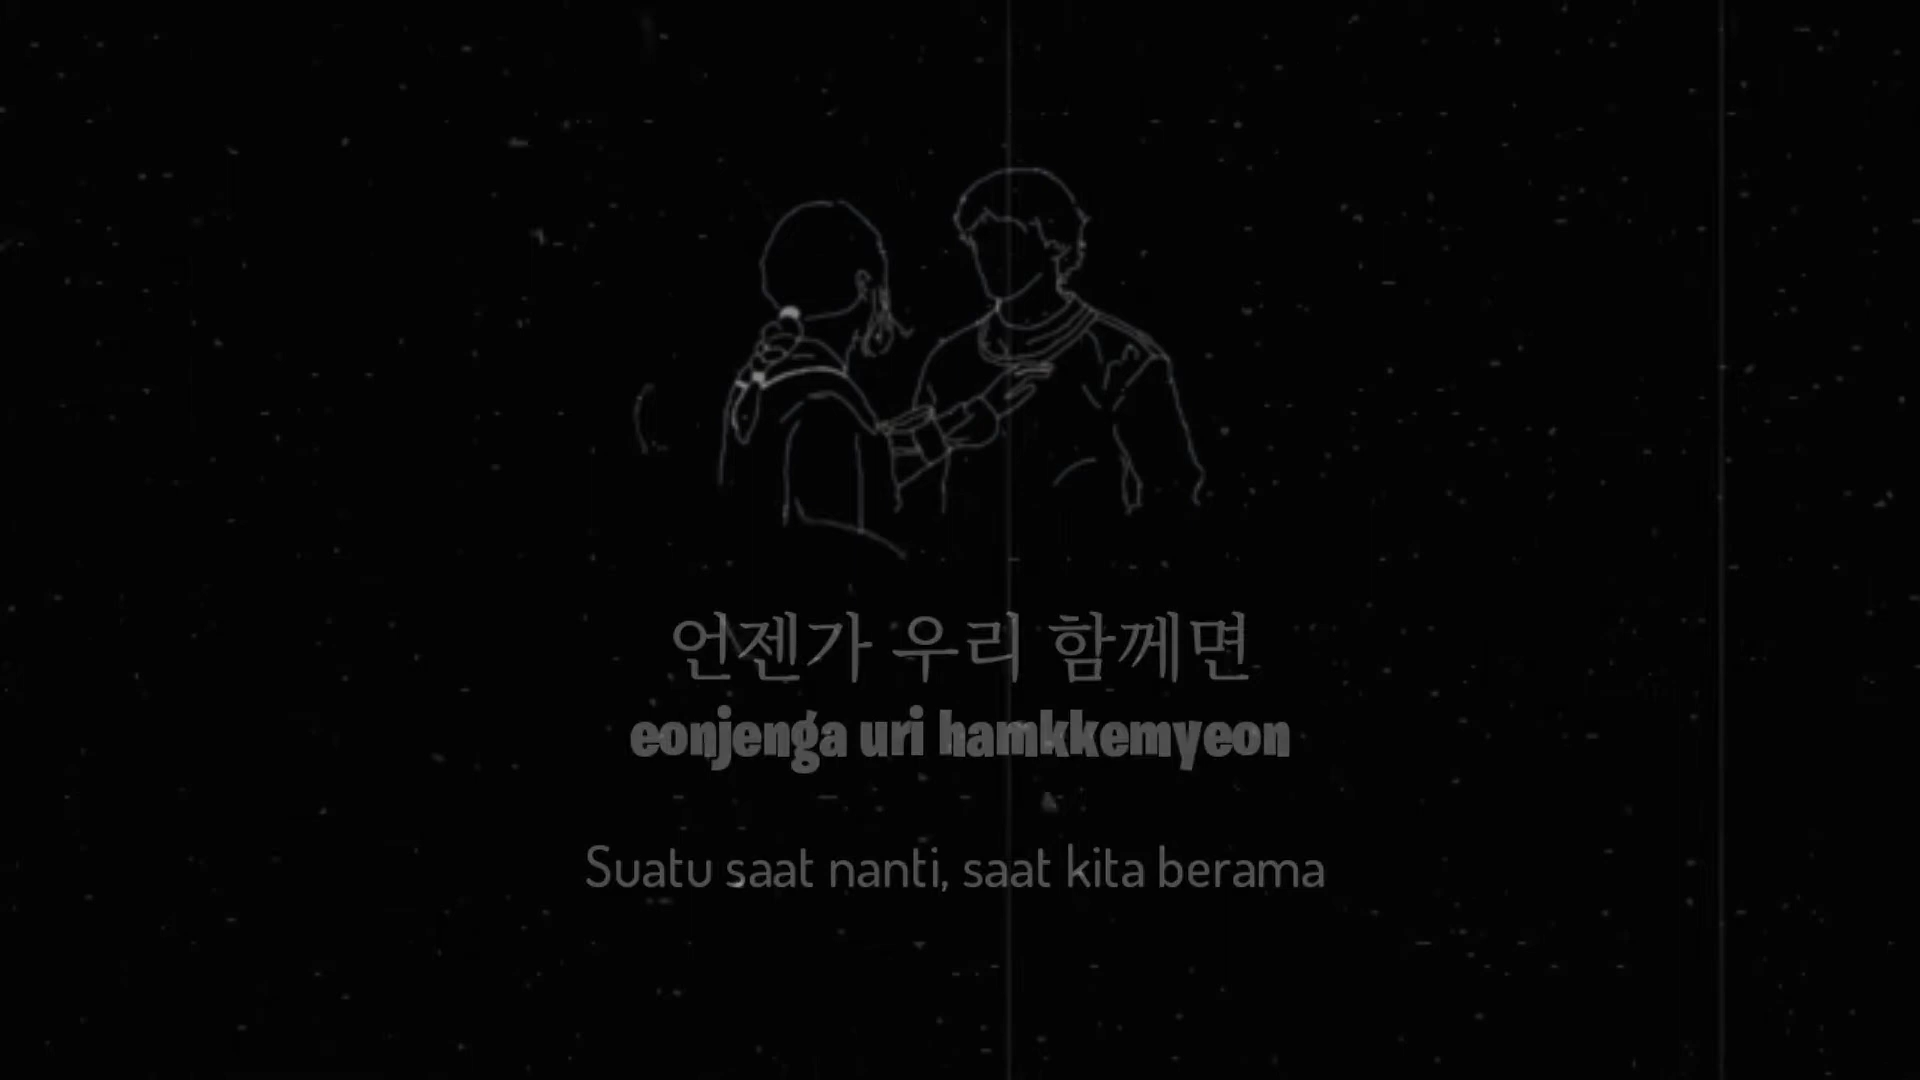 언젠가 우리 함께면
eonjenga uri hamkkemyeon
Suatu saat nanti, saat kita berama